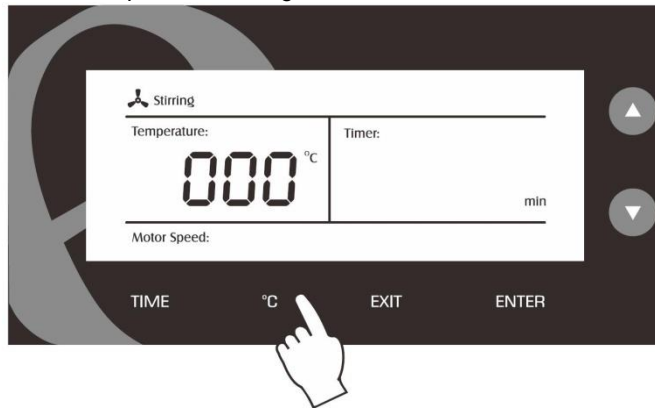 Stirring
Temperature:
Timer:
000 °C
min
Motor Speed:
TIME °C EXIT ENTER